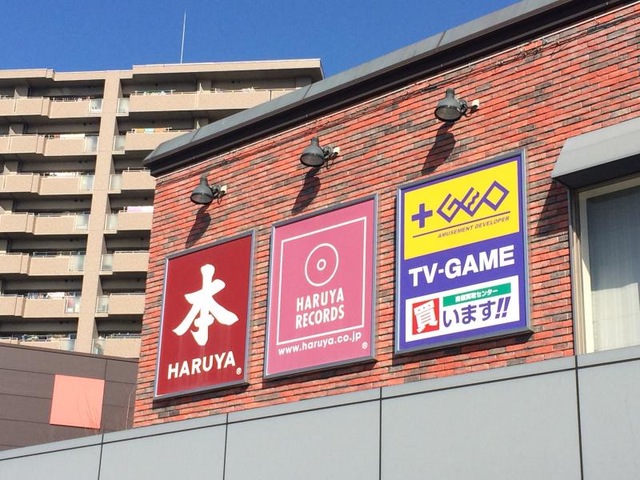 本
HARUYA®
HARUYA
RECORDS
www.haruya.co.jp
®
+GEO
AMUSEMENT DEVELOPER
TV-GAME
買います!!